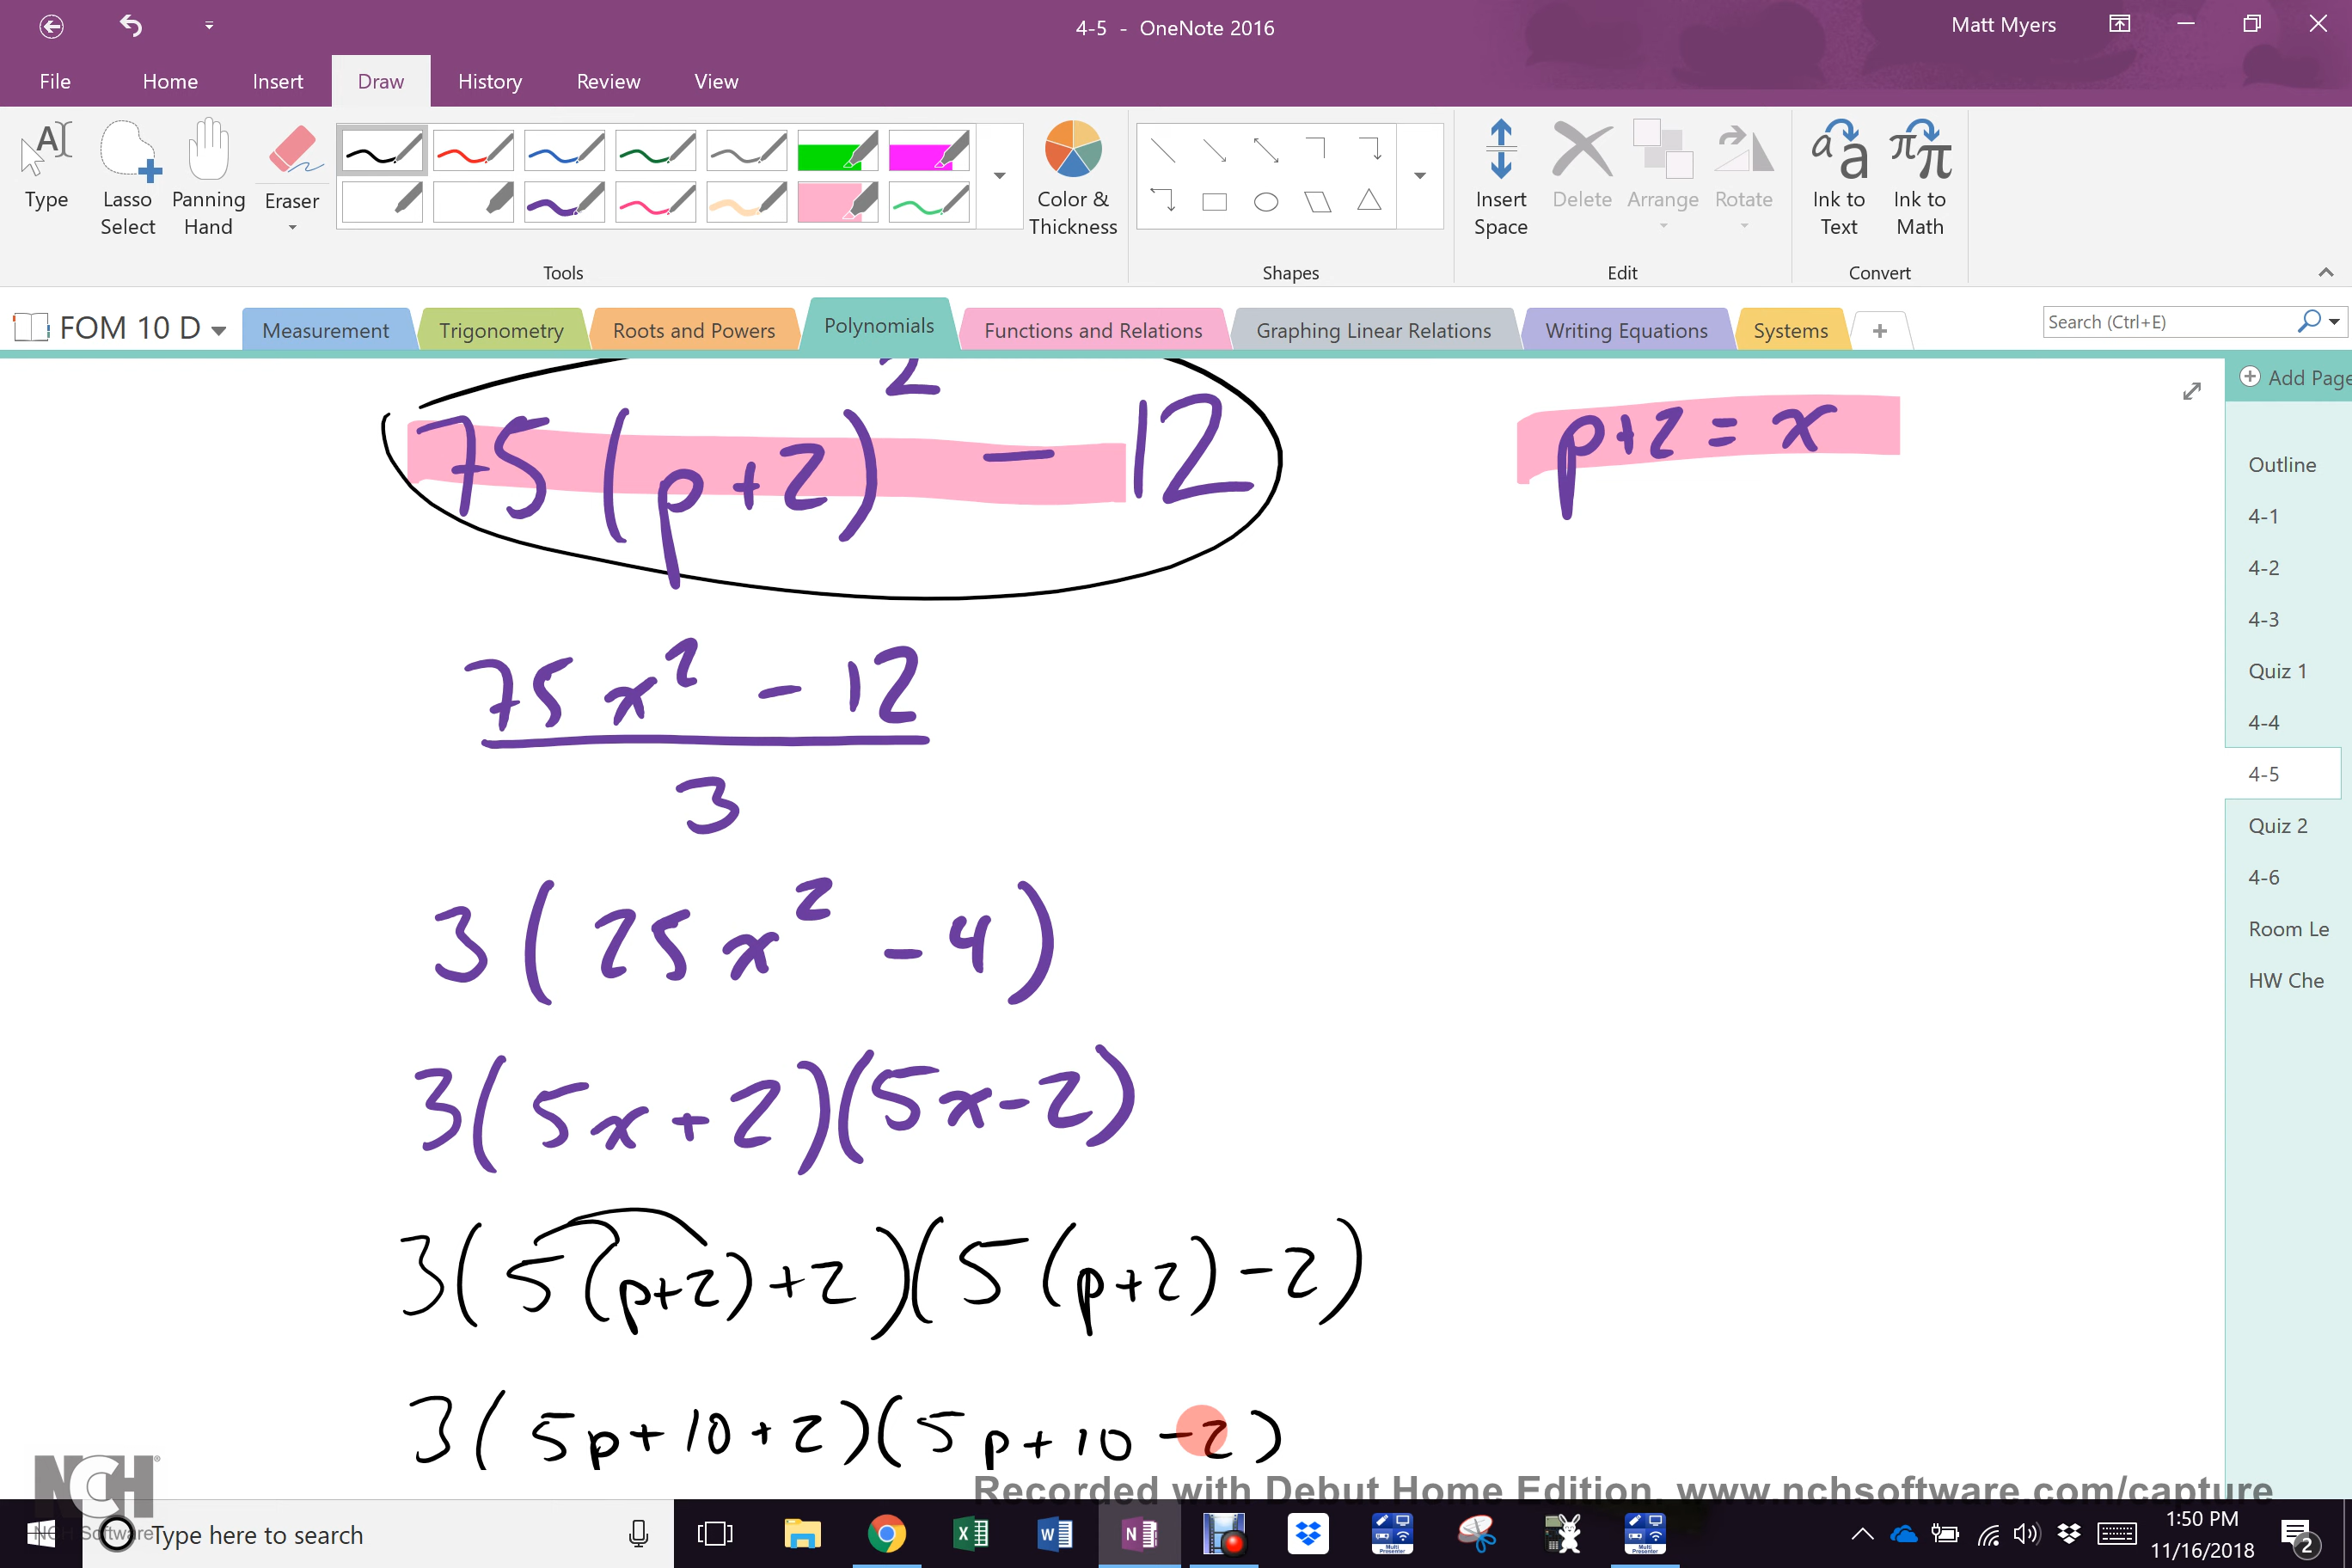 4-5 - OneNote 2016
Matt Myers
File Home Insert Draw History Review View
Type
Lasso Select
Panning Hand
Eraser
Color & Thickness
Insert Space
Delete
Arrange
Rotate
Ink to Text
Ink to Math
Tools
Shapes
Edit
Convert
FOM 10 D
Measurement
Trigonometry
Roots and Powers
Polynomials
Functions and Relations
Graphing Linear Relations
Writing Equations
Systems
+
Search (Ctrl+E)
Add Page
Outline
4-1
4-2
4-3
Quiz 1
4-4
4-5
Quiz 2
4-6
Room Le
HW Che
75(p+2)² - 12
p+2 = x
75x² - 12
3
3(25x² - 4)
3(5x+2)(5x-2)
3(5(p+2)+2)(5(p+2)-2)
3(5p+10+2)(5p+10-2)
NCH®
NCH Software
Recorded with Debut Home Edition. www.nchsoftware.com/capture
Type here to search
1:50 PM
11/16/2018
2